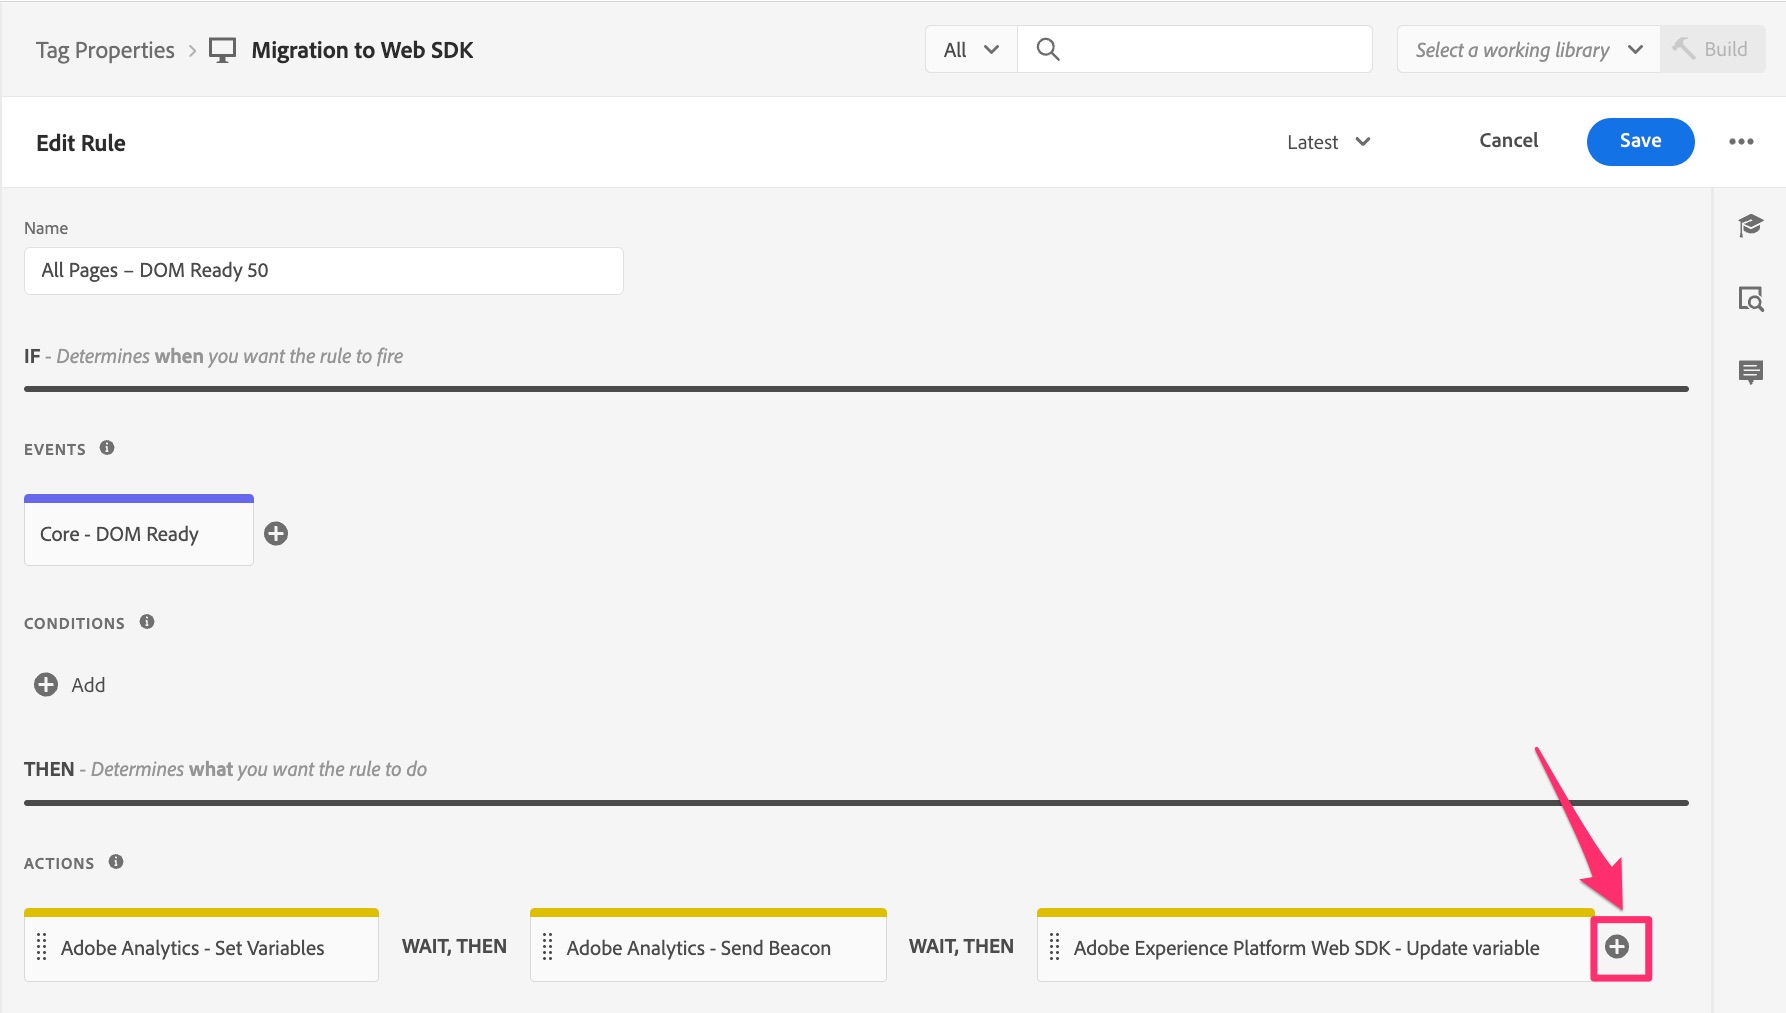 Tag Properties > Migration to Web SDK
All
Select a working library
Build
Edit Rule
Latest
Cancel
Save
Name
All Pages – DOM Ready 50
IF - Determines when you want the rule to fire
EVENTS
Core - DOM Ready
CONDITIONS
Add
THEN - Determines what you want the rule to do
ACTIONS
Adobe Analytics - Set Variables
WAIT, THEN
Adobe Analytics - Send Beacon
WAIT, THEN
Adobe Experience Platform Web SDK - Update variable